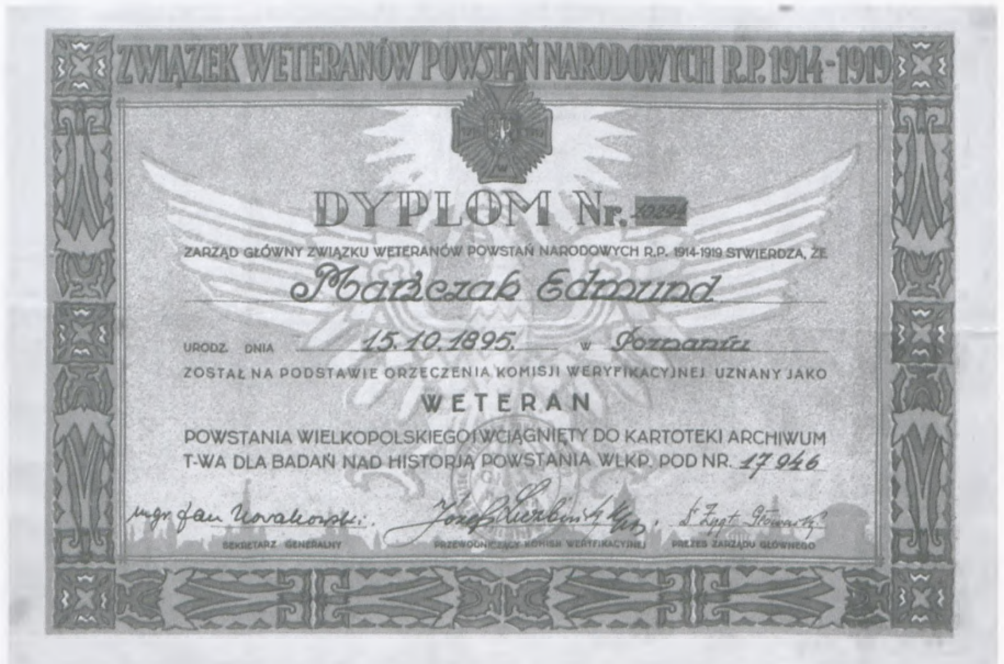 ZWIĄZEK WETERANÓW POWSTAŃ NARODOWYCH R.P. 1914-1919
DYPLOM Nr.
ZARZĄD GŁÓWNY ZWIĄZKU WETERANÓW POWSTAŃ NARODOWYCH R.P. 1914-1919 STWIERDZA, ŻE
Edmund
URODZ. DNIA 15.10.1895. w Poznaniu
ZOSTAŁ NA PODSTAWIE ORZECZENIA KOMISJI WERYFIKACYJNEJ UZNANY JAKO
WETERAN
POWSTANIA WIELKOPOLSKIEGO I WCIĄGNIĘTY DO KARTOTEKI ARCHIWUM
T-WA DLA BADAŃ NAD HISTORJĄ POWSTANIA WLKP. POD NR. 17946
mgr. Jan Nowakowski. Józef
SEKRETARZ GENERALNY PRZEWODNICZĄCY KOMISJI WERYFIKACYJNEJ PREZES ZARZĄDU GŁÓWNEGO